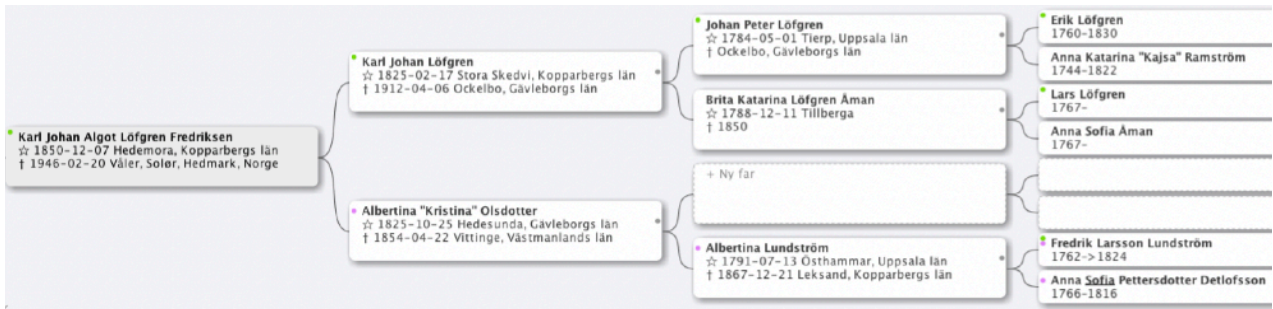 Karl Johan Algot Löfgren Fredriksen
☆ 1850-12-07 Hedemora, Kopparbergs län
† 1946-02-20 Våler, Solør, Hedmark, Norge
Karl Johan Löfgren
☆ 1825-02-17 Stora Skedvi, Kopparbergs län
† 1912-04-06 Ockelbo, Gävleborgs län
Albertina "Kristina" Olsdotter
☆ 1825-10-25 Hedesunda, Gävleborgs län
† 1854-04-22 Vittinge, Västmanlands län
Johan Peter Löfgren
☆ 1784-05-01 Tierp, Uppsala län
† Ockelbo, Gävleborgs län
Brita Katarina Löfgren Åman
☆ 1788-12-11 Tillberga
† 1850
+ Ny far
Albertina Lundström
☆ 1791-07-13 Östhammar, Uppsala län
† 1867-12-21 Leksand, Kopparbergs län
Erik Löfgren
1760-1830
Anna Katarina "Kajsa" Ramström
1744-1822
Lars Löfgren
1767-
Anna Sofia Åman
1767-
Fredrik Larsson Lundström
1762->1824
Anna Sofia Pettersdotter Detlofsson
1766-1816